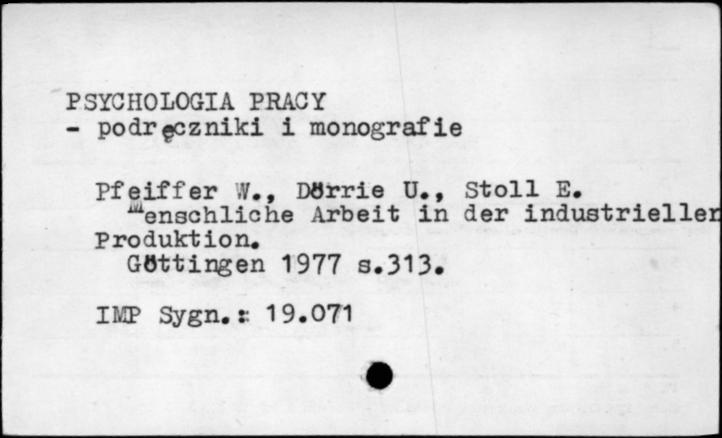 PSYCHOLOGIA PRACY
- podręczniki i monografie
Pfeiffer W., Dörrie U., Stoll E.
Menschliche Arbeit in der industriellen
Produktion.
Göttingen 1977 s.313.
IMP Sygn.: 19.071